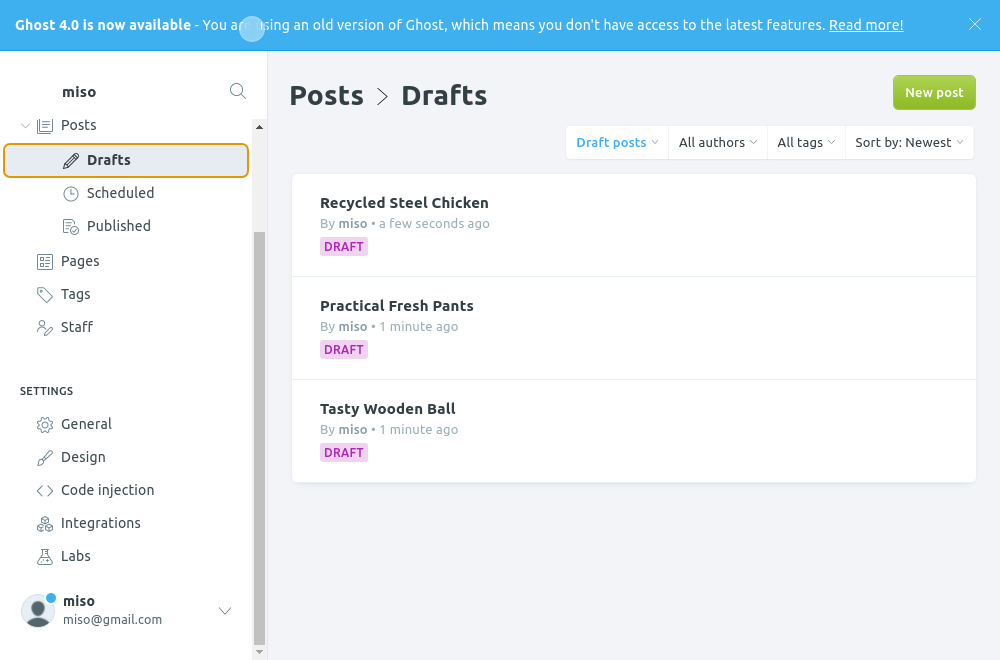 Ghost 4.0 is now available - You are using an old version of Ghost, which means you don't have access to the latest features. Read more!
miso
Posts
Drafts
Scheduled
Published
Pages
Tags
Staff
SETTINGS
General
Design
Code injection
Integrations
Labs
miso
miso@gmail.com
Posts > Drafts
New post
Draft posts All authors All tags Sort by: Newest
Recycled Steel Chicken
By miso • a few seconds ago
DRAFT
Practical Fresh Pants
By miso • 1 minute ago
DRAFT
Tasty Wooden Ball
By miso • 1 minute ago
DRAFT